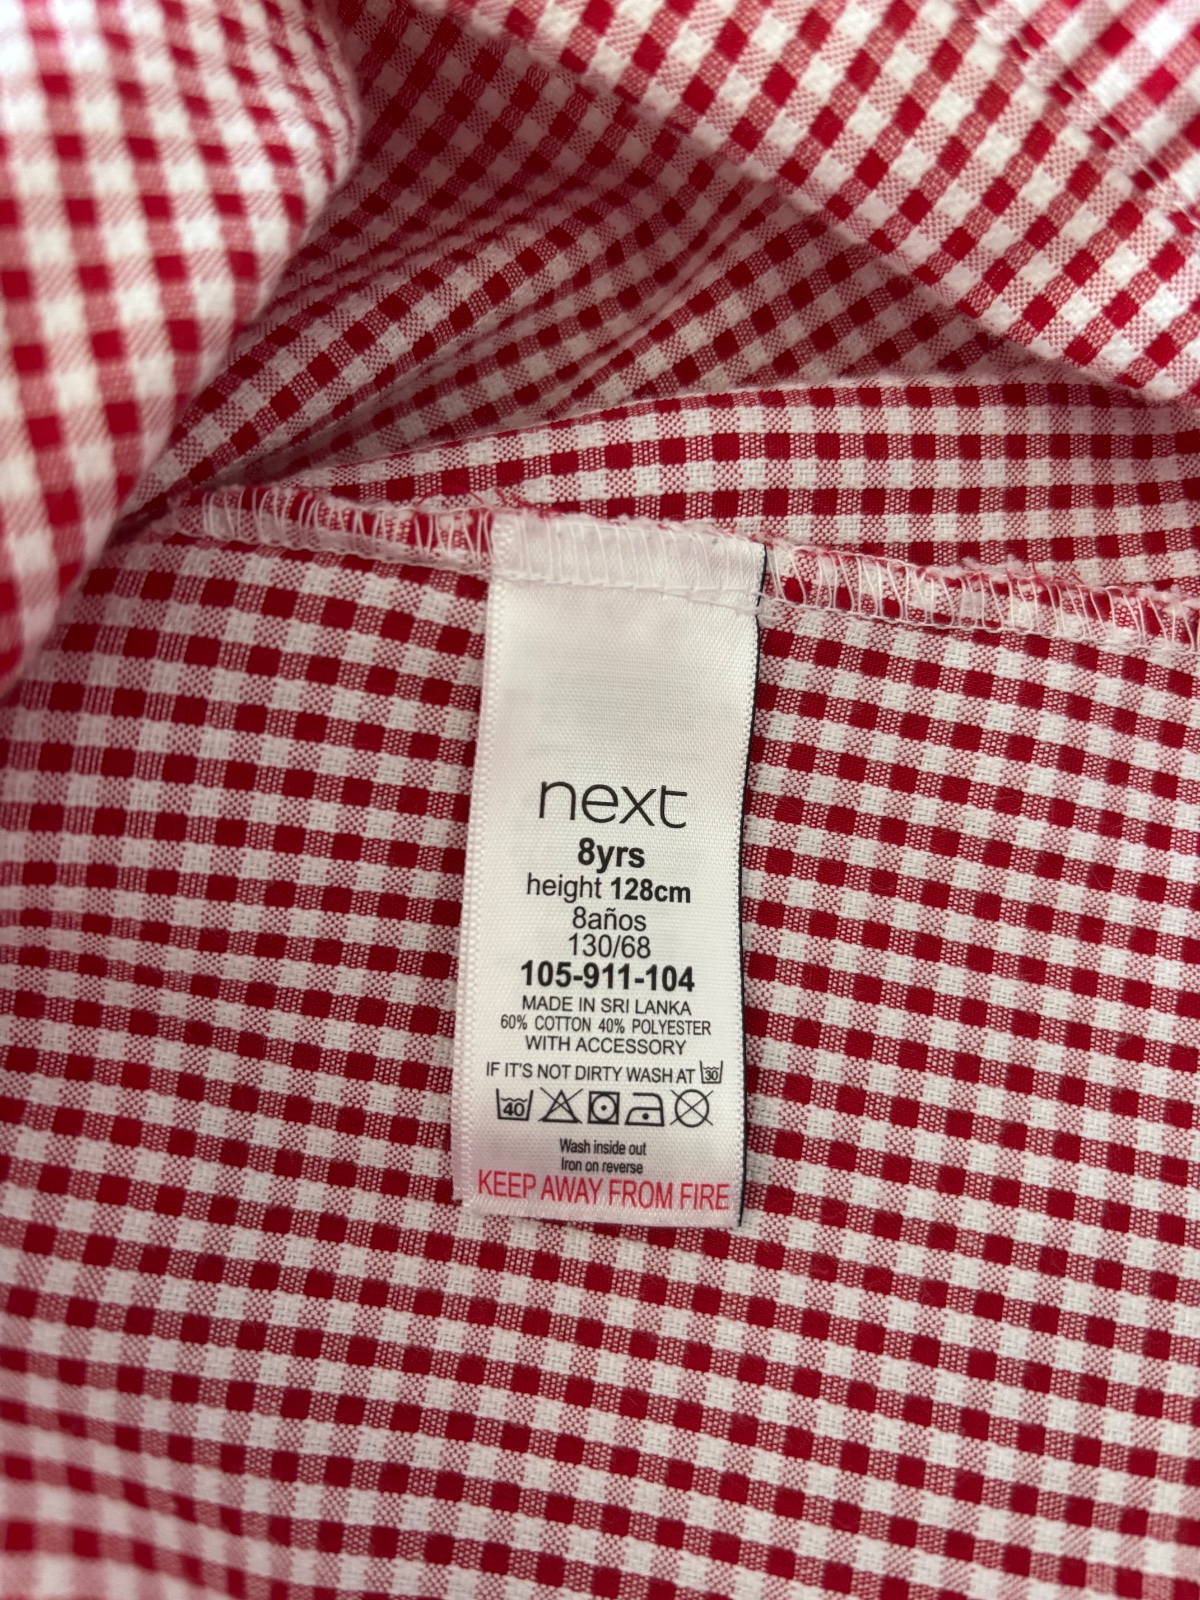 next
8yrs
height 128cm
8años
130/68
105-911-104
MADE IN SRI LANKA
60% COTTON 40% POLYESTER
WITH ACCESSORY
IF IT'S NOT DIRTY WASH AT 30
40
Wash inside out
Iron on reverse
KEEP AWAY FROM FIRE